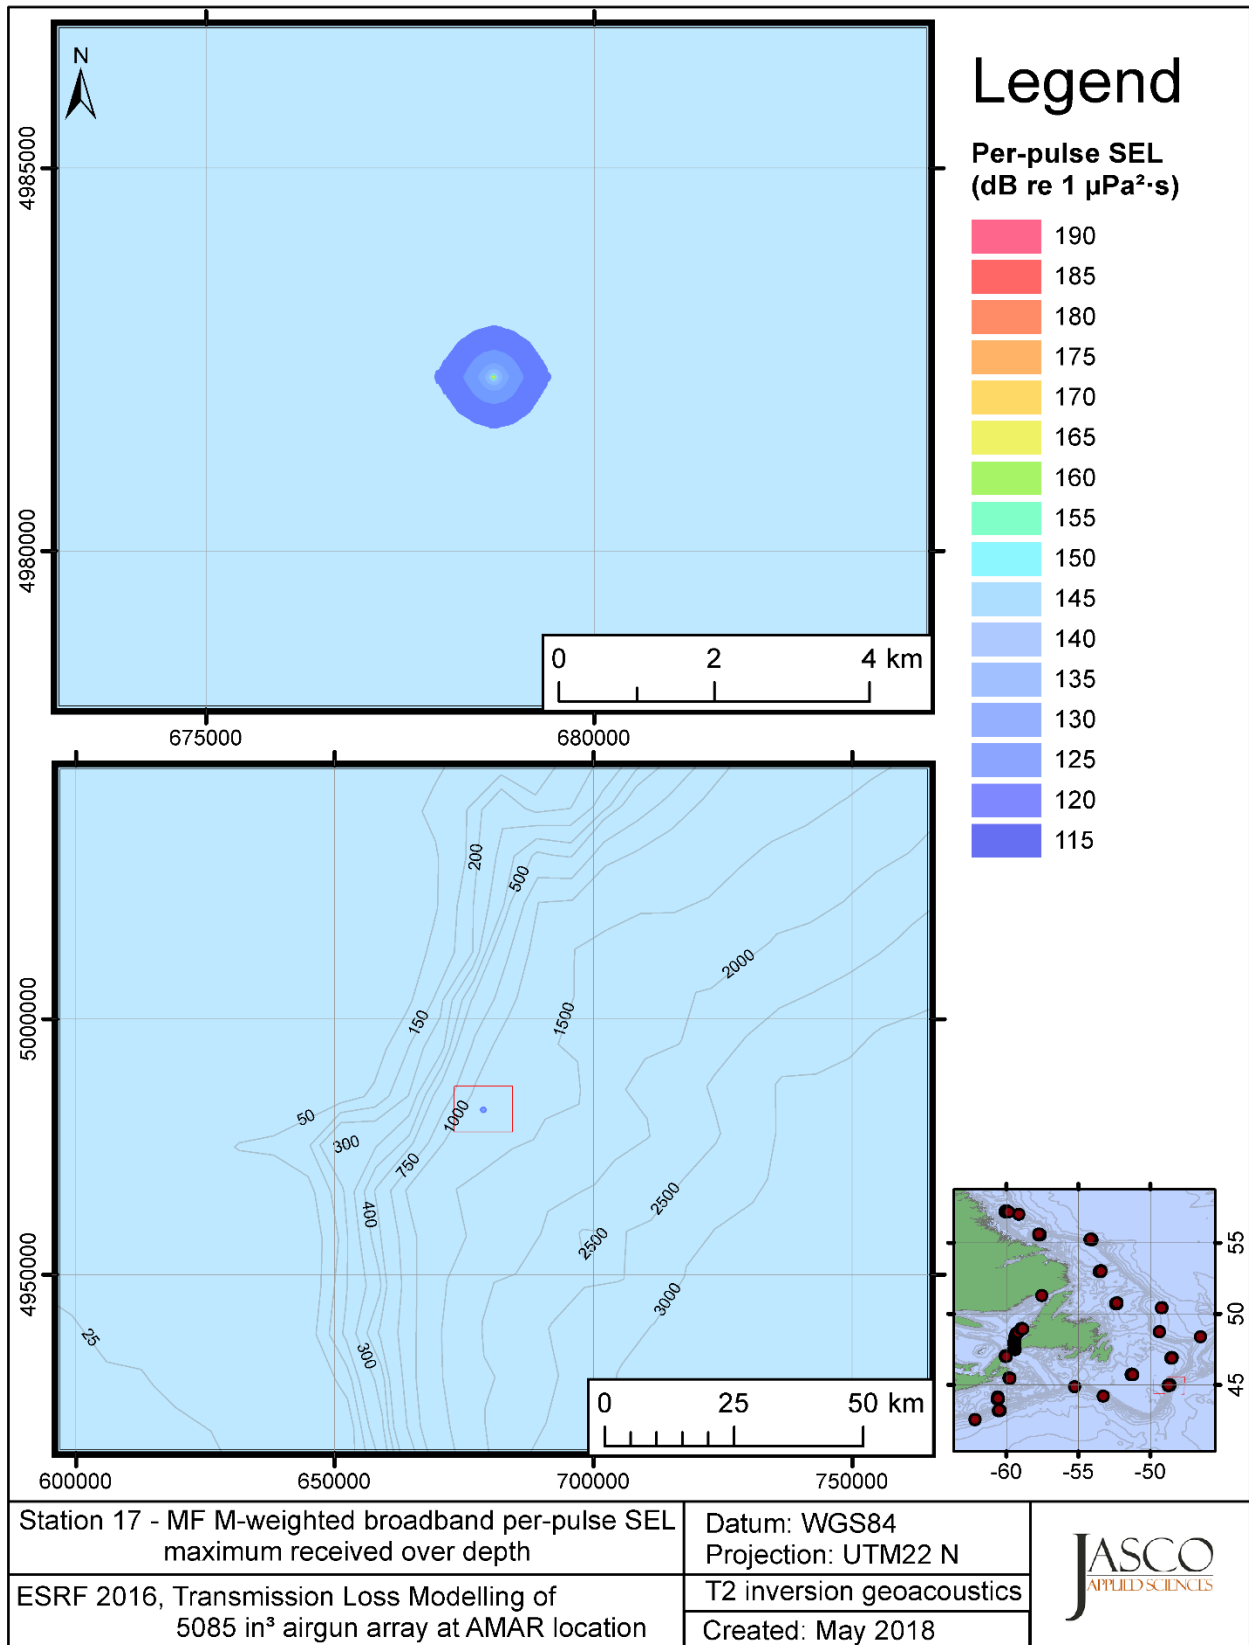 N
4985000
4980000
0 2 4 km
675000 680000
Legend
Per-pulse SEL
(dB re 1 µPa²·s)
190
185
180
175
170
165
160
155
150
145
140
135
130
125
120
115
200
500
2000
1500
150
50
300
1000
750
400
2500
2500
3000
25
300
5000000
4950000
0 25 50 km
600000 650000 700000 750000
55
50
45
-60 -55 -50
Station 17 - MF M-weighted broadband per-pulse SEL
maximum received over depth
ESRF 2016, Transmission Loss Modelling of
5085 in³ airgun array at AMAR location
Datum: WGS84
Projection: UTM22 N
T2 inversion geoacoustics
Created: May 2018
JASCO
APPLIED SCIENCES